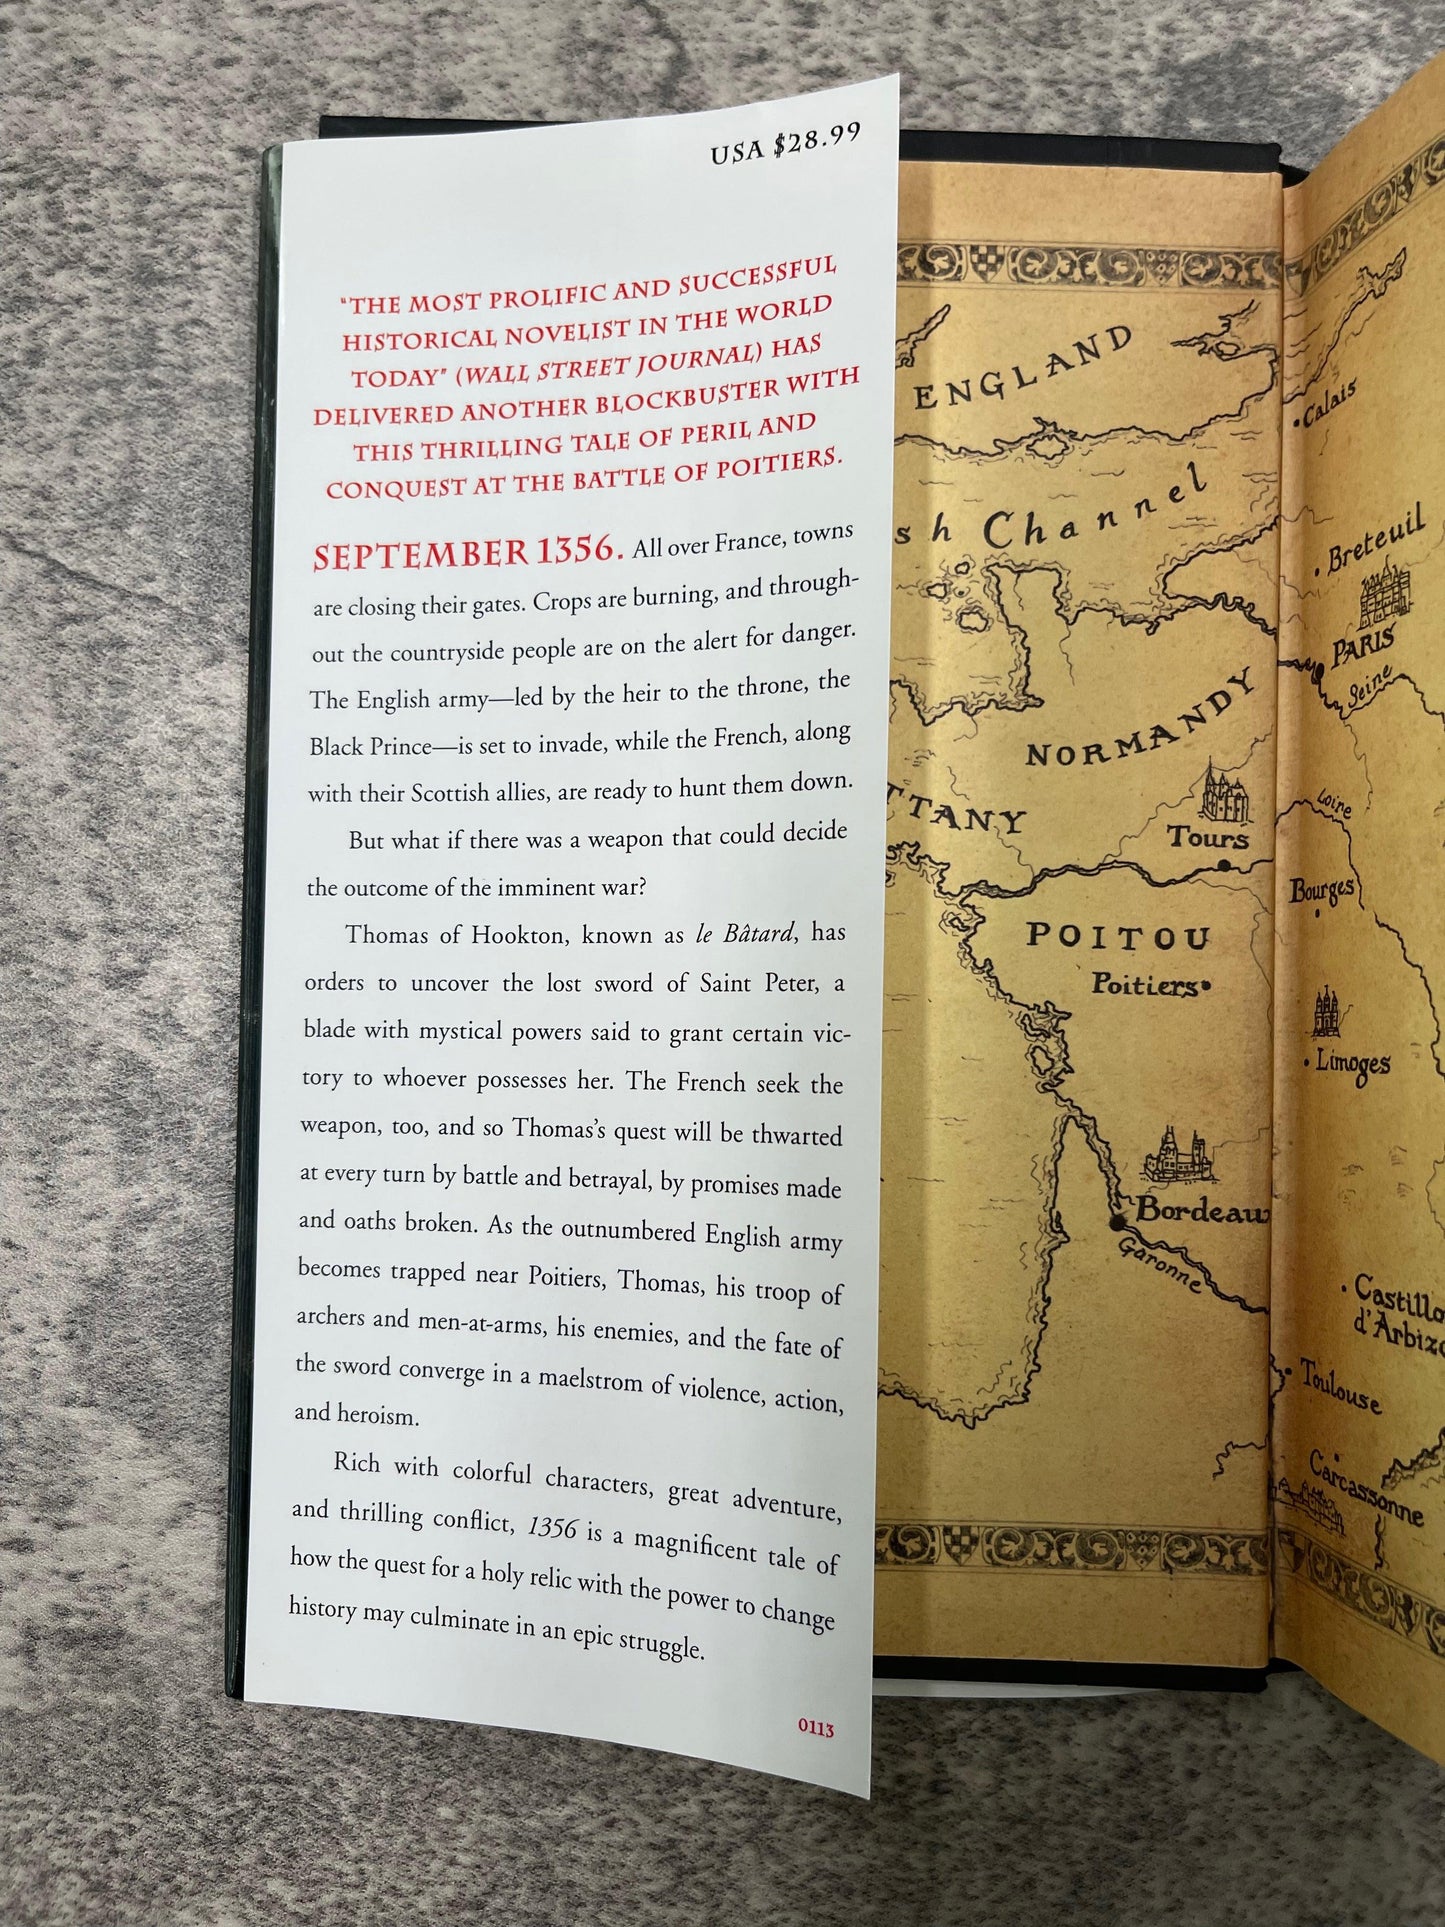 USA $28.99
"THE MOST PROLIFIC AND SUCCESSFUL
HISTORICAL NOVELIST IN THE WORLD
TODAY" (WALL STREET JOURNAL) HAS
DELIVERED ANOTHER BLOCKBUSTER WITH
THIS THRILLING TALE OF PERIL AND
CONQUEST AT THE BATTLE OF POITIERS.
SEPTEMBER 1356. All over France, towns
are closing their gates. Crops are burning, and through-
out the countryside people are on the alert for danger.
The English army—led by the heir to the throne, the
Black Prince—is set to invade, while the French, along
with their Scottish allies, are ready to hunt them down.
But what if there was a weapon that could decide
the outcome of the imminent war?
Thomas of Hookton, known as le Bâtard, has
orders to uncover the lost sword of Saint Peter, a
blade with mystical powers said to grant certain vic-
tory to whoever possesses her. The French seek the
weapon, too, and so Thomas's quest will be thwarted
at every turn by battle and betrayal, by promises made
and oaths broken. As the outnumbered English army
becomes trapped near Poitiers, Thomas, his troop of
archers and men-at-arms, his enemies, and the fate of
the sword converge in a maelstrom of violence, action,
and heroism.
Rich with colorful characters, great adventure,
and thrilling conflict, 1356 is a magnificent tale of
how the quest for a holy relic with the power to change
history may culminate in an epic struggle.
0113
ENGLAND
Calais
sh Channel
Breteuil
PARIS
Seine
NORMANDY
TTANY
Tours
Loire
Bourges
POITOU
Poitiers
Limoges
Bordeau
Garonne
Castillo
d'Arbizo
Toulouse
Carcassonne